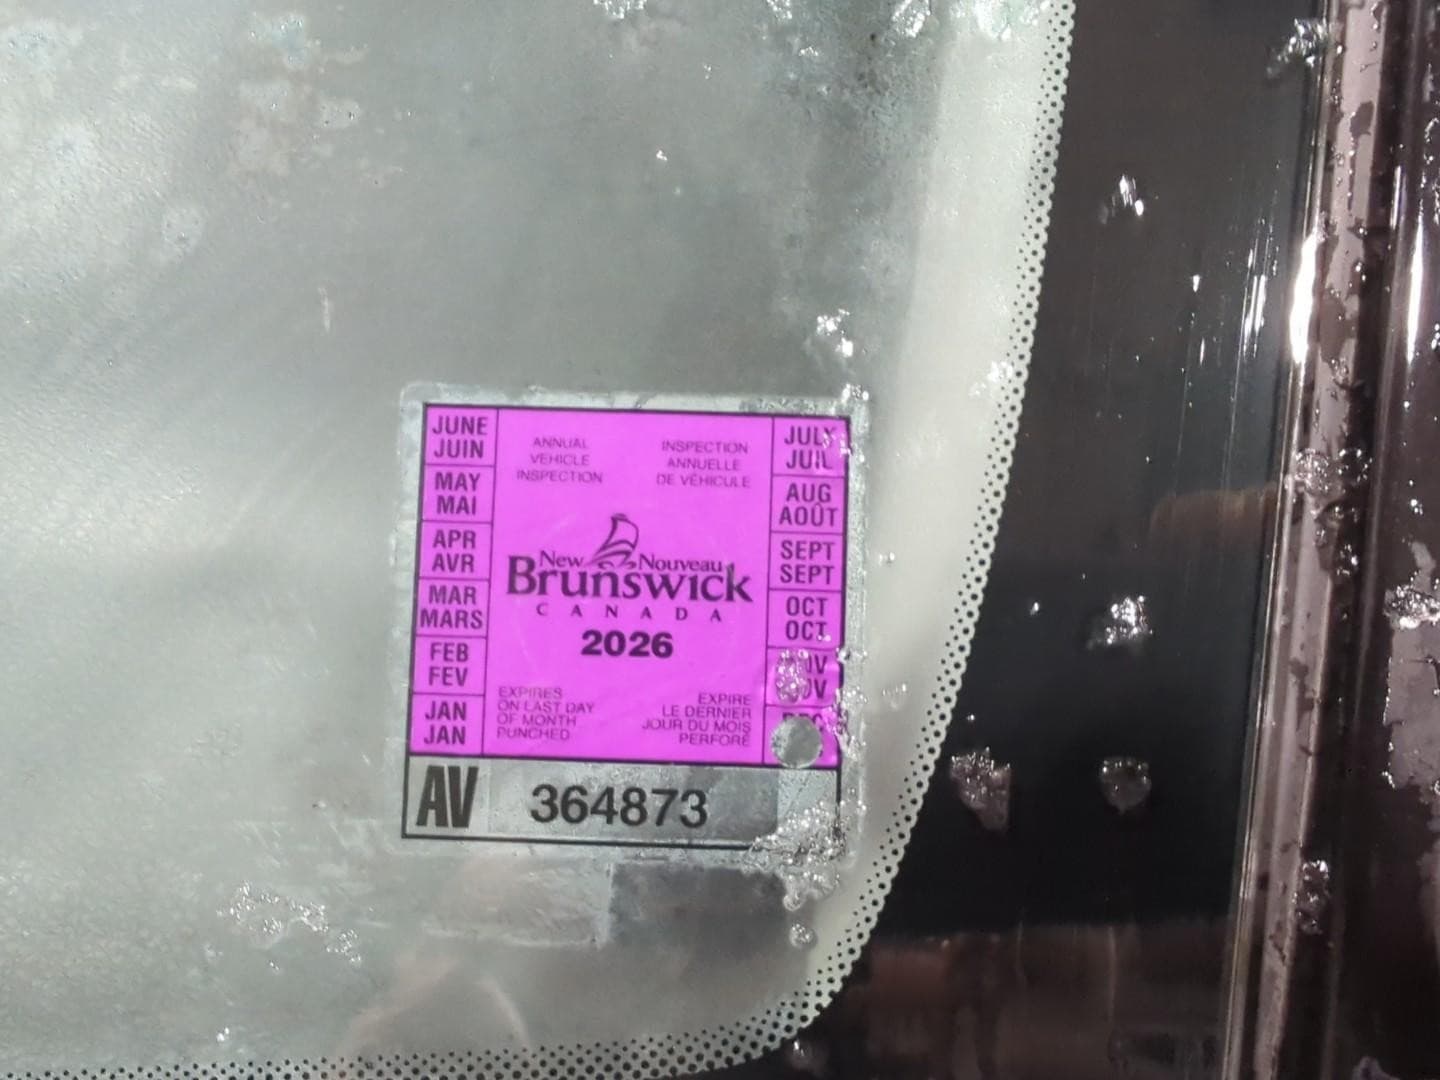 JUNE
JUIN
MAY
MAI
APR
AVR
MAR
MARS
FEB
FEV
JAN
JAN
ANNUAL
VEHICLE
INSPECTION
INSPECTION
ANNUELLE
DE VÉHICULE
New Nouveau
Brunswick
CANADA
2026
EXPIRES
ON LAST DAY
OF MONTH
PUNCHED
EXPIRE
LE DERNIER
JOUR DU MOIS
PERFORÉ
JULY
JUIL
AUG
AOÛT
SEPT
SEPT
OCT
OCT
AV 364873